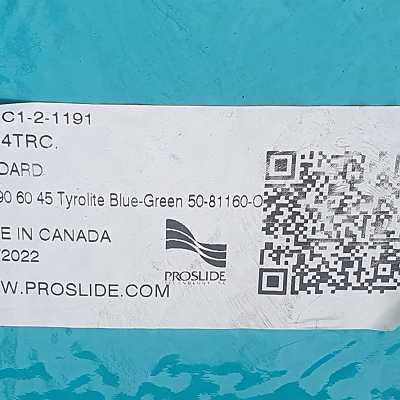 C1-2-1191
4TRC.
DARD
90 60 45 Tyrolite Blue-Green 50-81160-O
E IN CANADA
/2022
W.PROSLIDE.COM
PROSLIDE